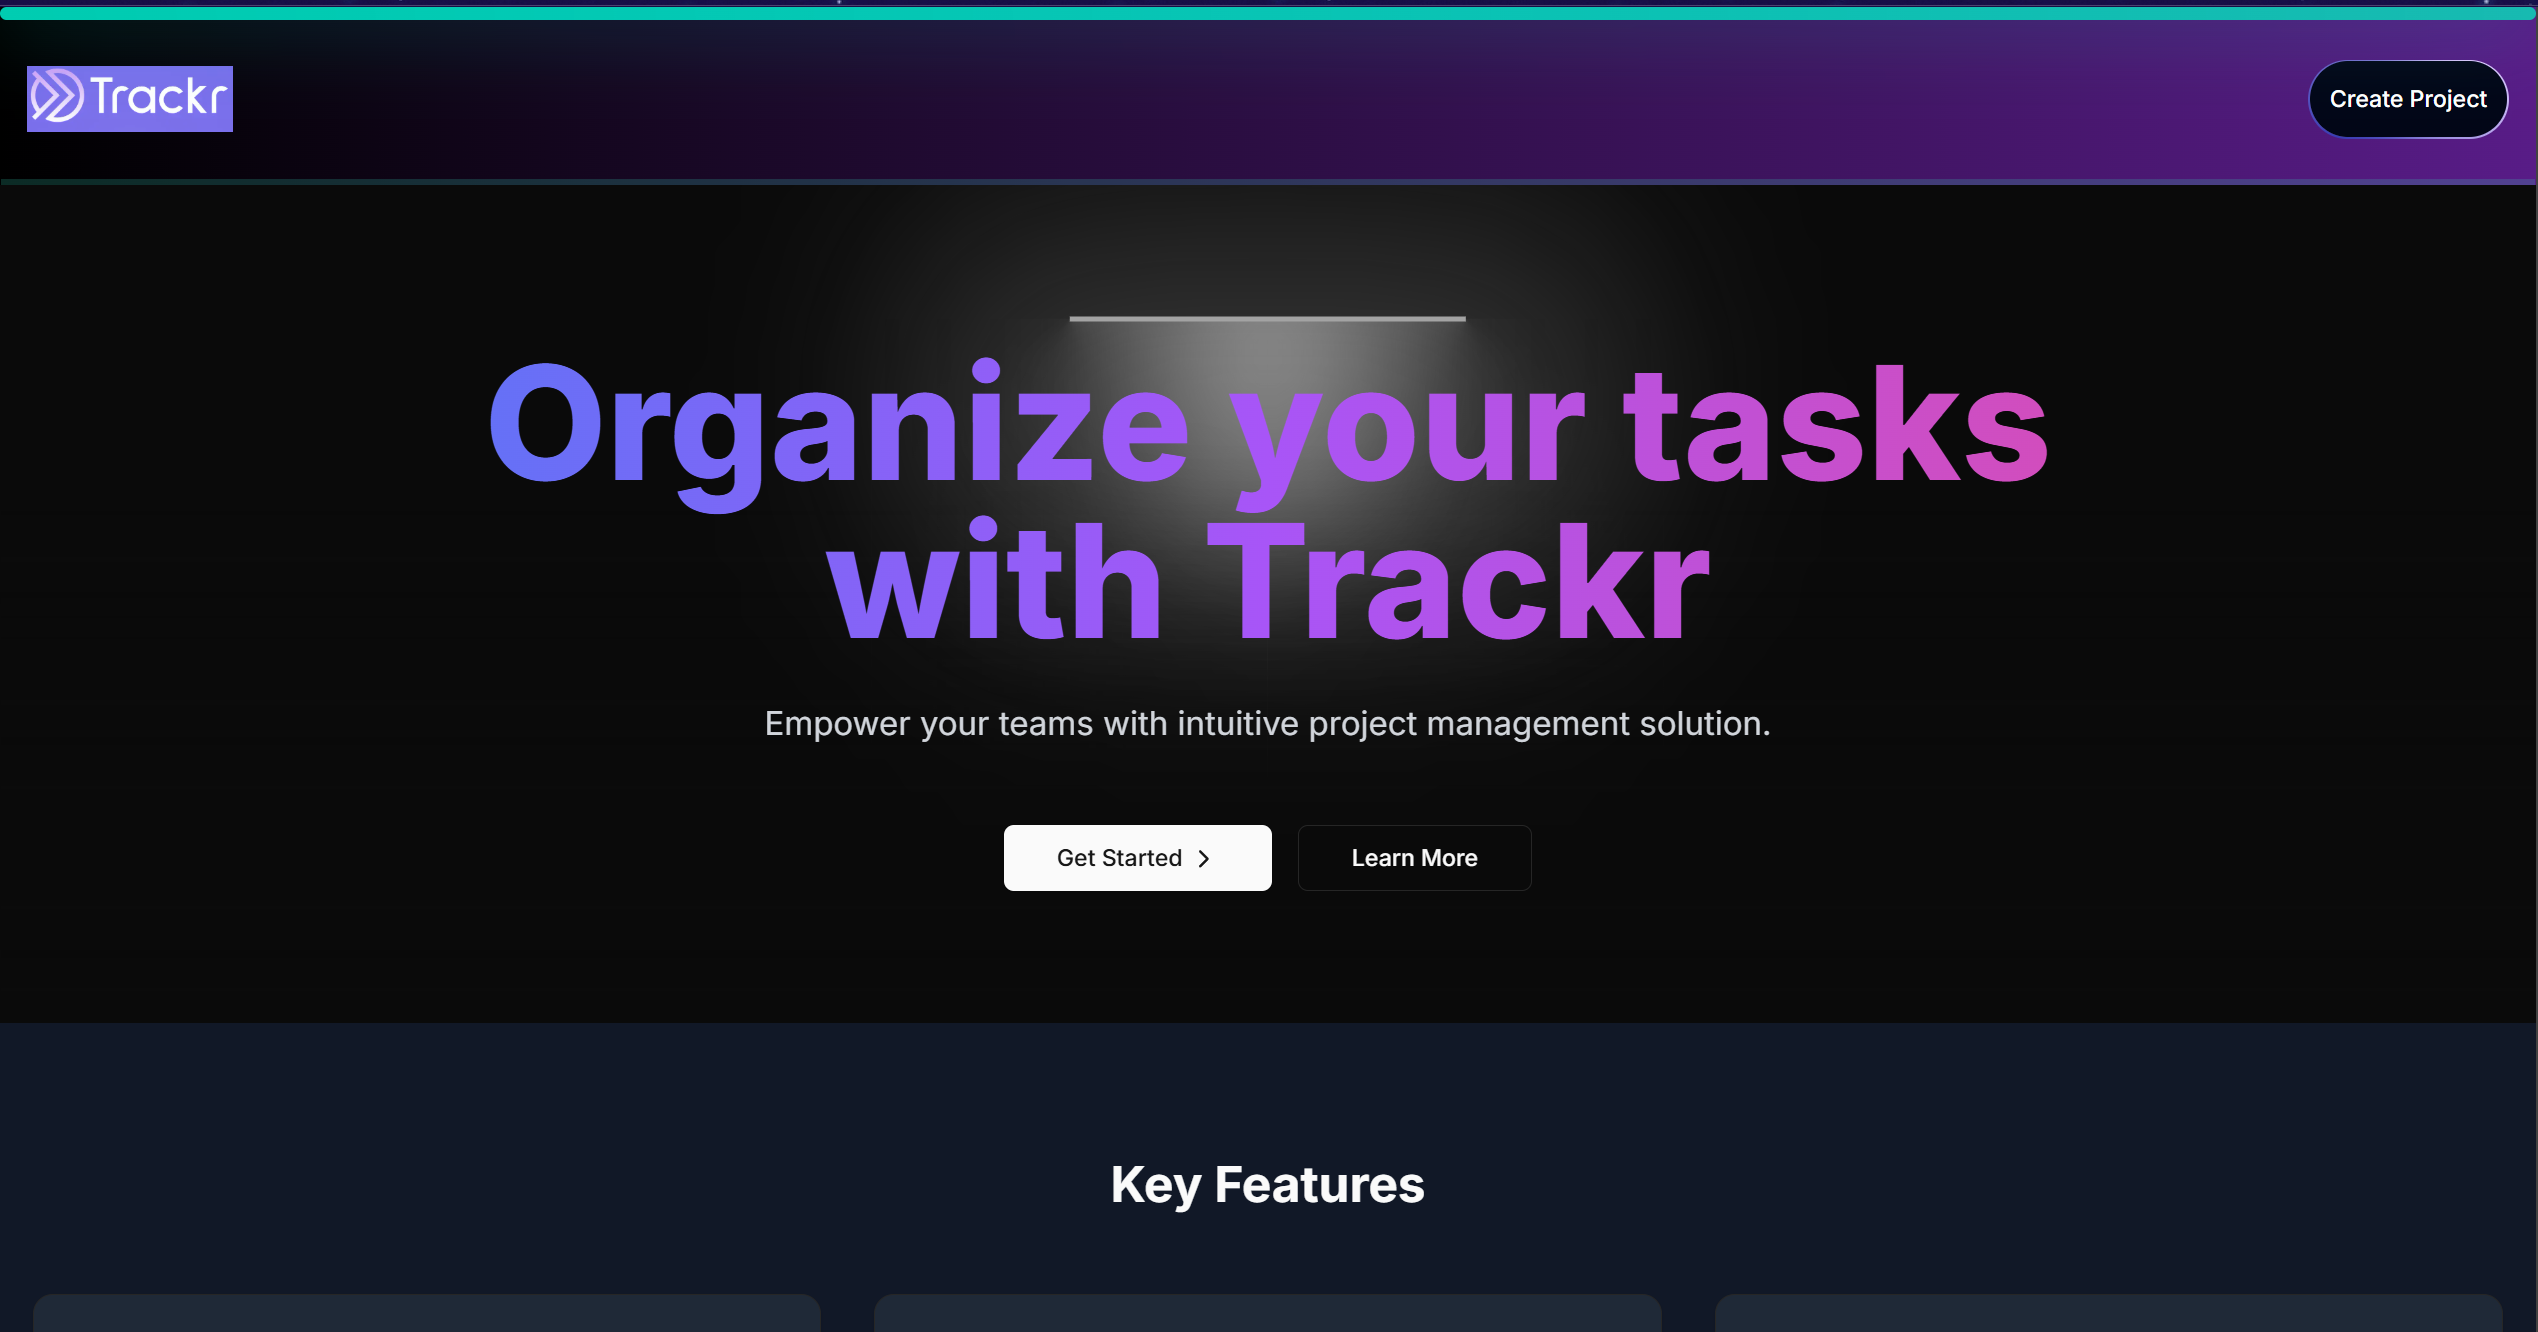 Trackr
Create Project
Organize your tasks
with Trackr
Empower your teams with intuitive project management solution.
Get Started
Learn More
Key Features